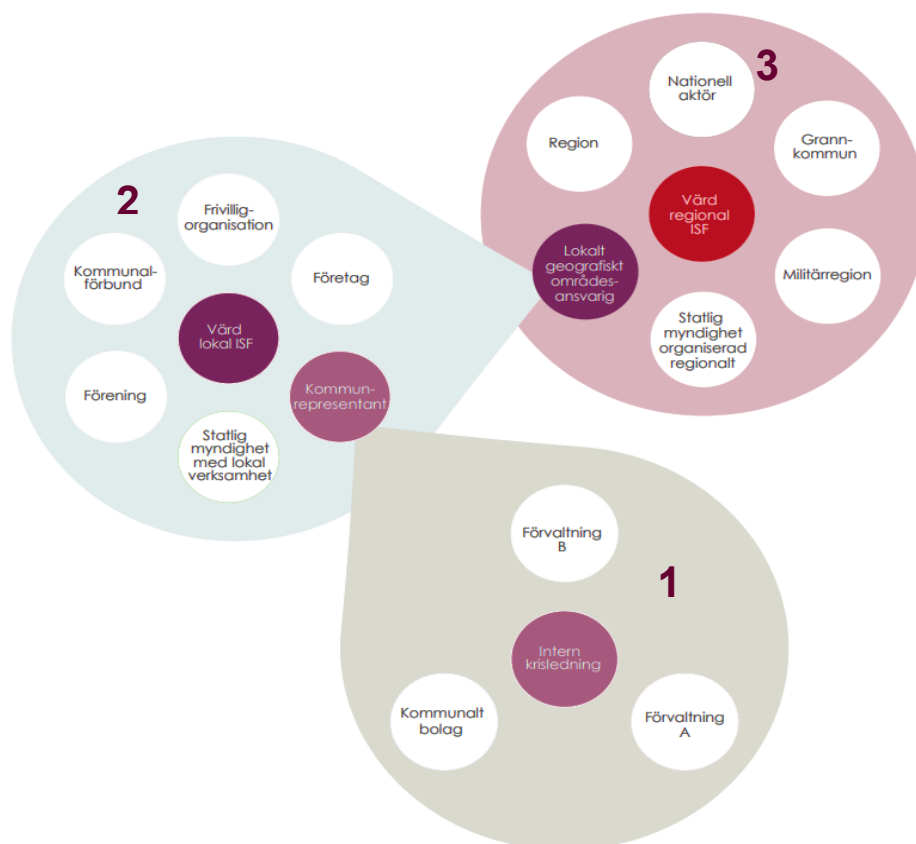 3
Nationell
aktör
Region
Grann-
kommun
Värd
regional
ISF
Lokalt
geografiskt
områdes-
ansvarig
Militärregion
Statlig
myndighet
organiserad
regionalt
2
Frivillig-
organisation
Kommunal-
förbund
Företag
Värd
lokal ISF
Förening
Kommun-
representant
Statlig
myndighet
med lokal
verksamhet
1
Förvaltning
B
Intern
krisledning
Kommunalt
bolag
Förvaltning
A